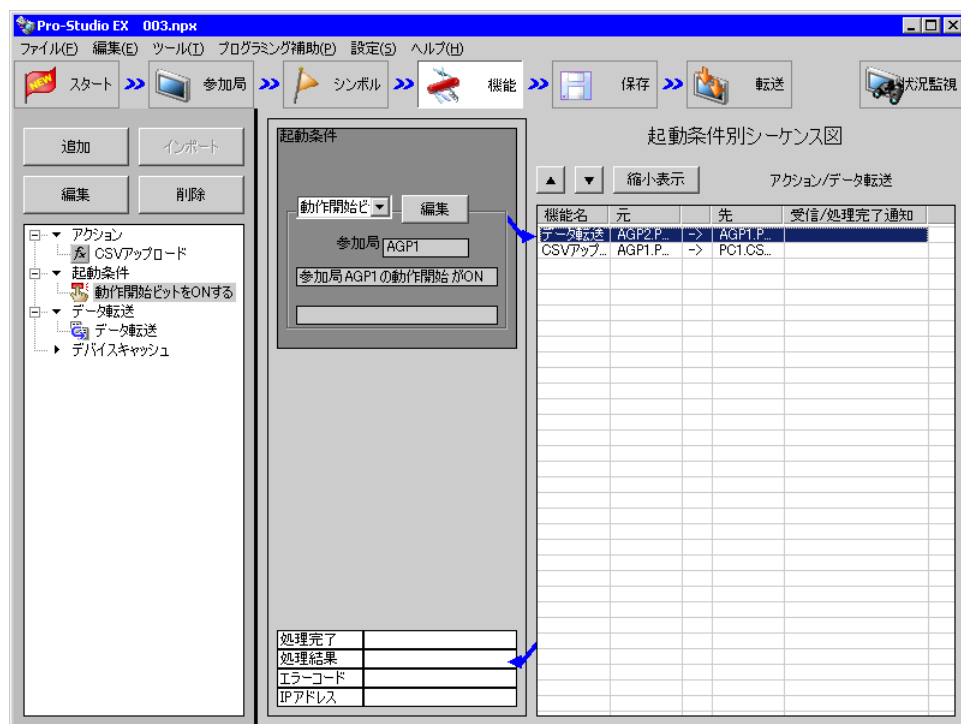 Pro-Studio EX 003.npx
ファイル(F) 編集(E) ツール(T) プログラミング補助(P) 設定(S) ヘルプ(H)
NEW スタート 参加局 シンボル 機能 保存 転送 状況監視
追加 インポート
編集 削除
アクション
fx CSVアップロード
起動条件
動作開始ビットをONする
データ転送
データ転送
デバイスキャッシュ
起動条件
動作開始ビ 編集
参加局 AGP1
参加局AGP1の動作開始がON
処理完了
処理結果
エラーコード
IPアドレス
起動条件別シーケンス図
縮小表示 アクション/データ転送
機能名 元 先 受信/処理完了通知
データ転送 AGP2.P... -> AGP1.P...
CSVアップ... AGP1.P... -> PC1.CS...